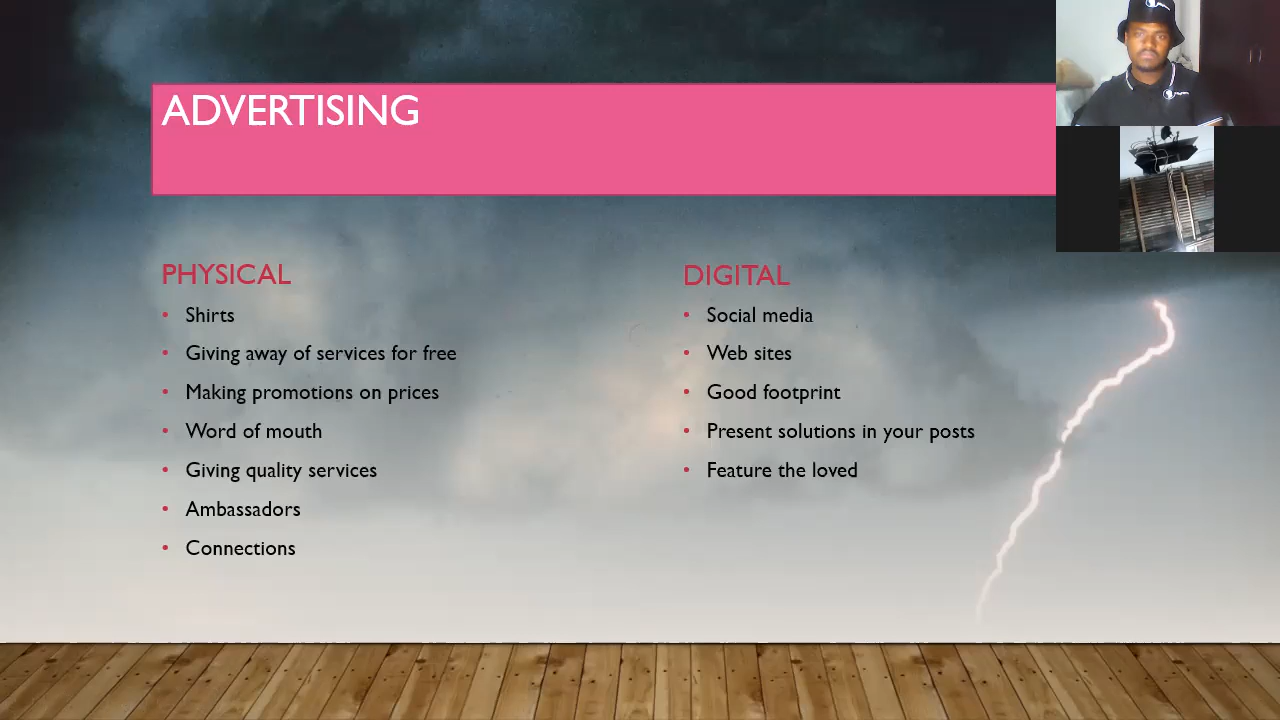 ADVERTISING
PHYSICAL
Shirts
Giving away of services for free
Making promotions on prices
Word of mouth
Giving quality services
Ambassadors
Connections
DIGITAL
Social media
Web sites
Good footprint
Present solutions in your posts
Feature the loved